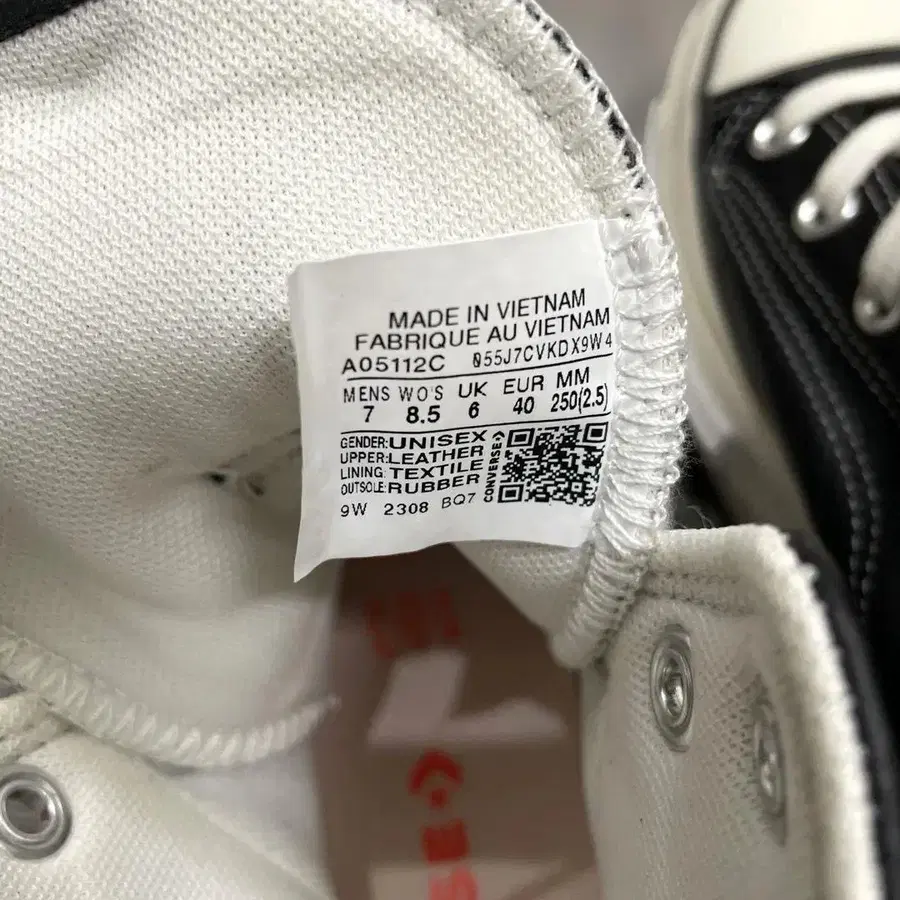 MADE IN VIETNAM
FABRIQUE AU VIETNAM
A05112C 055J7CVKDX9W4
MENS WO'S UK EUR MM
7 8.5 6 40 250(2.5)
GENDER:UNISEX
UPPER:LEATHER
LINING:TEXTILE
OUTSOLE:RUBBER
CONVERSE
9W 2308 BQ7